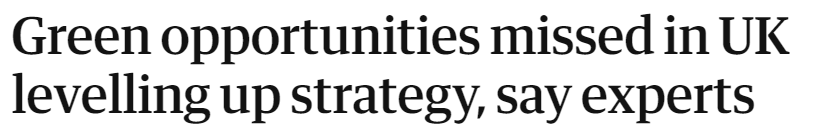 Green opportunities missed in UK
levelling up strategy, say experts